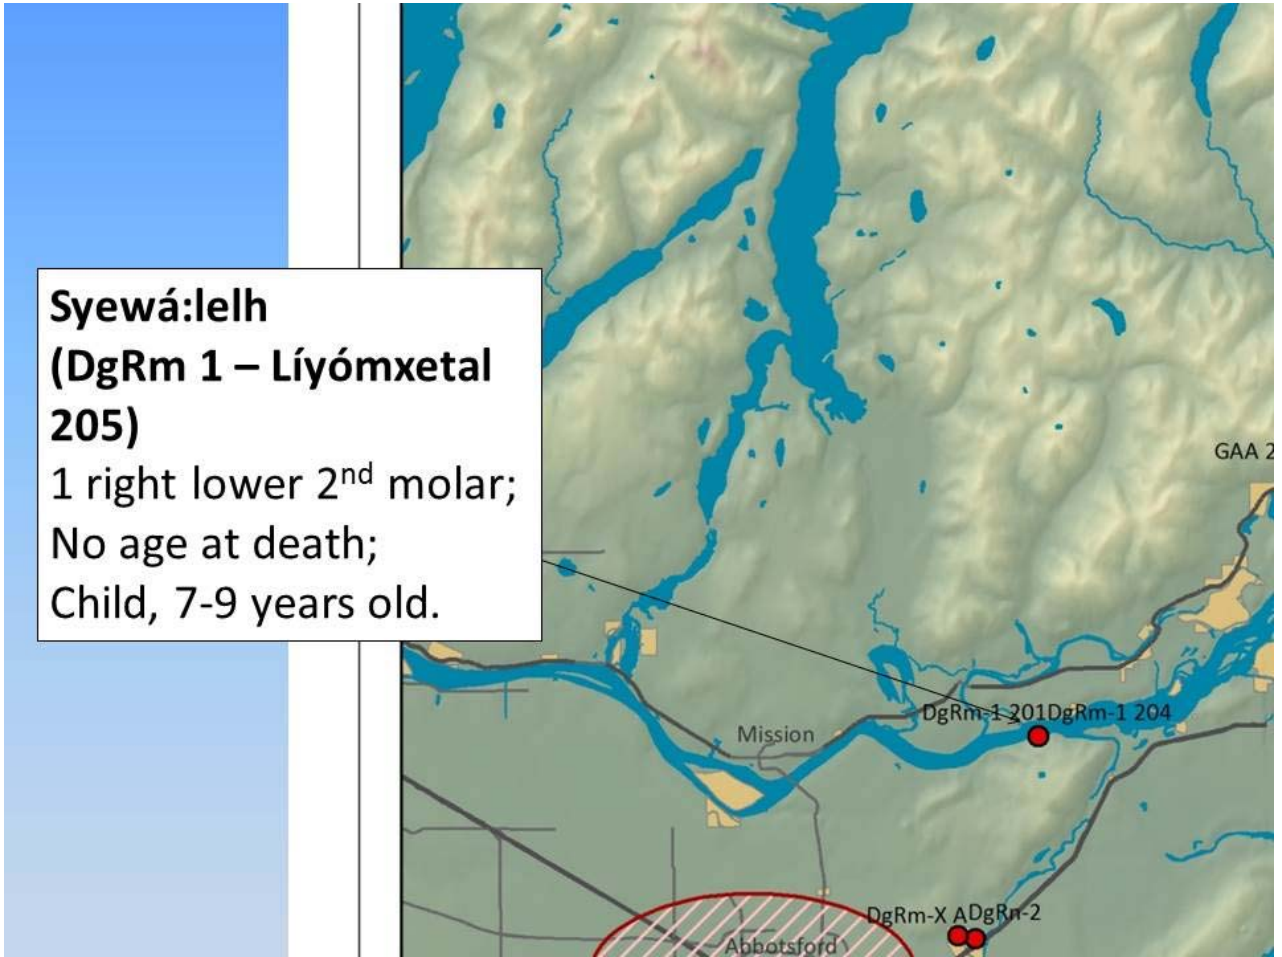 Syewá:lelh
(DgRm 1 – Líyómxetal
205)
1 right lower 2nd molar;
No age at death;
Child, 7-9 years old.
GAA 2
DgRm-1 201DgRm-1 204
Mission
DgRm-X ADgRn-2
Abbotsford